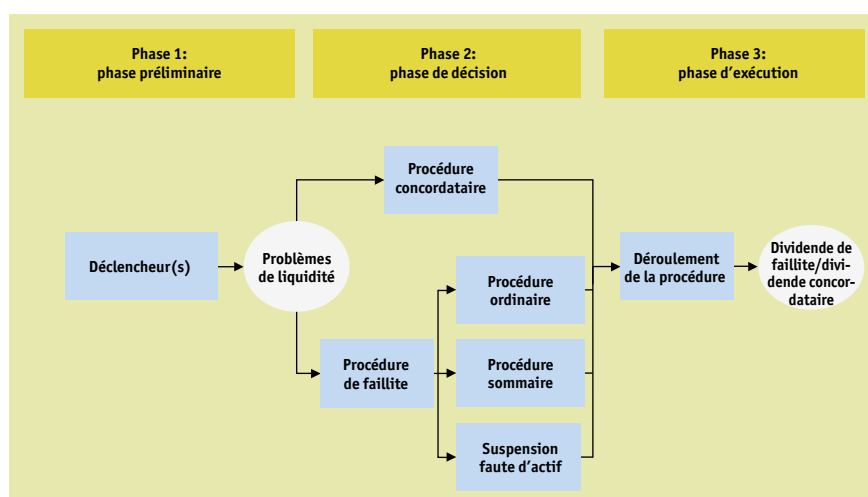 Phase 1:
phase préliminaire
Phase 2:
phase de décision
Phase 3:
phase d'exécution
Procédure
concordataire
Déclencheur(s)
Problèmes
de liquidité
Procédure
ordinaire
Procédure
de faillite
Procédure
sommaire
Suspension
faute d'actif
Déroulement
de la procédure
Dividende de
faillite/divi-
dende concor-
dataire